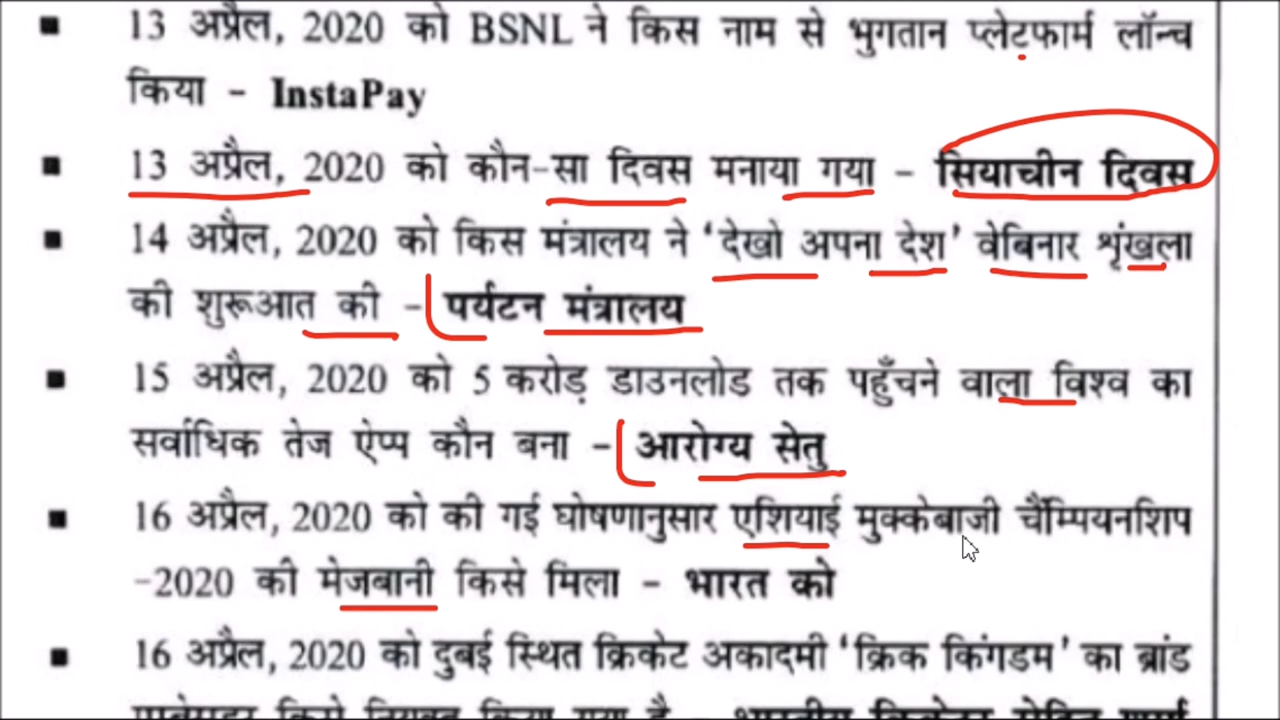 ▪ 13 अप्रैल, 2020 को BSNL ने किस नाम से भुगतान प्लेटफार्म लॉन्च
किया - InstaPay
▪ 13 अप्रैल, 2020 को कौन-सा दिवस मनाया गया - सियाचीन दिवस
▪ 14 अप्रैल, 2020 को किस मंत्रालय ने ‘देखो अपना देश’ वेबिनार शृंखला
की शुरूआत की - पर्यटन मंत्रालय
▪ 15 अप्रैल, 2020 को 5 करोड़ डाउनलोड तक पहुँचने वाला विश्व का
सर्वाधिक तेज ऐप्प कौन बना - आरोग्य सेतु
▪ 16 अप्रैल, 2020 को की गई घोषणानुसार एशियाई मुक्केबाजी चैंम्पियनशिप
-2020 की मेजबानी किसे मिला - भारत को
▪ 16 अप्रैल, 2020 को दुबई स्थित क्रिकेट अकादमी ‘क्रिक किंगडम’ का ब्रांड